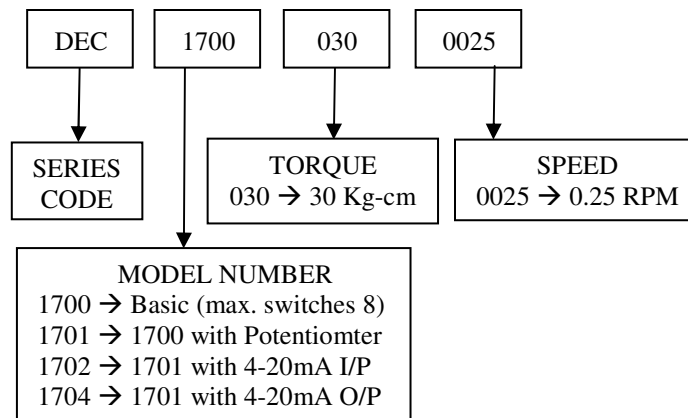 DEC 1700 030 0025
SERIES
CODE
TORQUE
030 → 30 Kg-cm
SPEED
0025 → 0.25 RPM
MODEL NUMBER
1700 → Basic (max. switches 8)
1701 → 1700 with Potentiomter
1702 → 1701 with 4-20mA I/P
1704 → 1701 with 4-20mA O/P